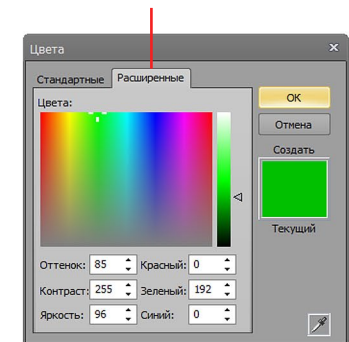 Цвета
Стандартные Расширенные
Цвета:
ОК
Отмена
Создать
Текущий
Оттенок: 85 Красный: 0
Контраст: 255 Зеленый: 192
Яркость: 96 Синий: 0